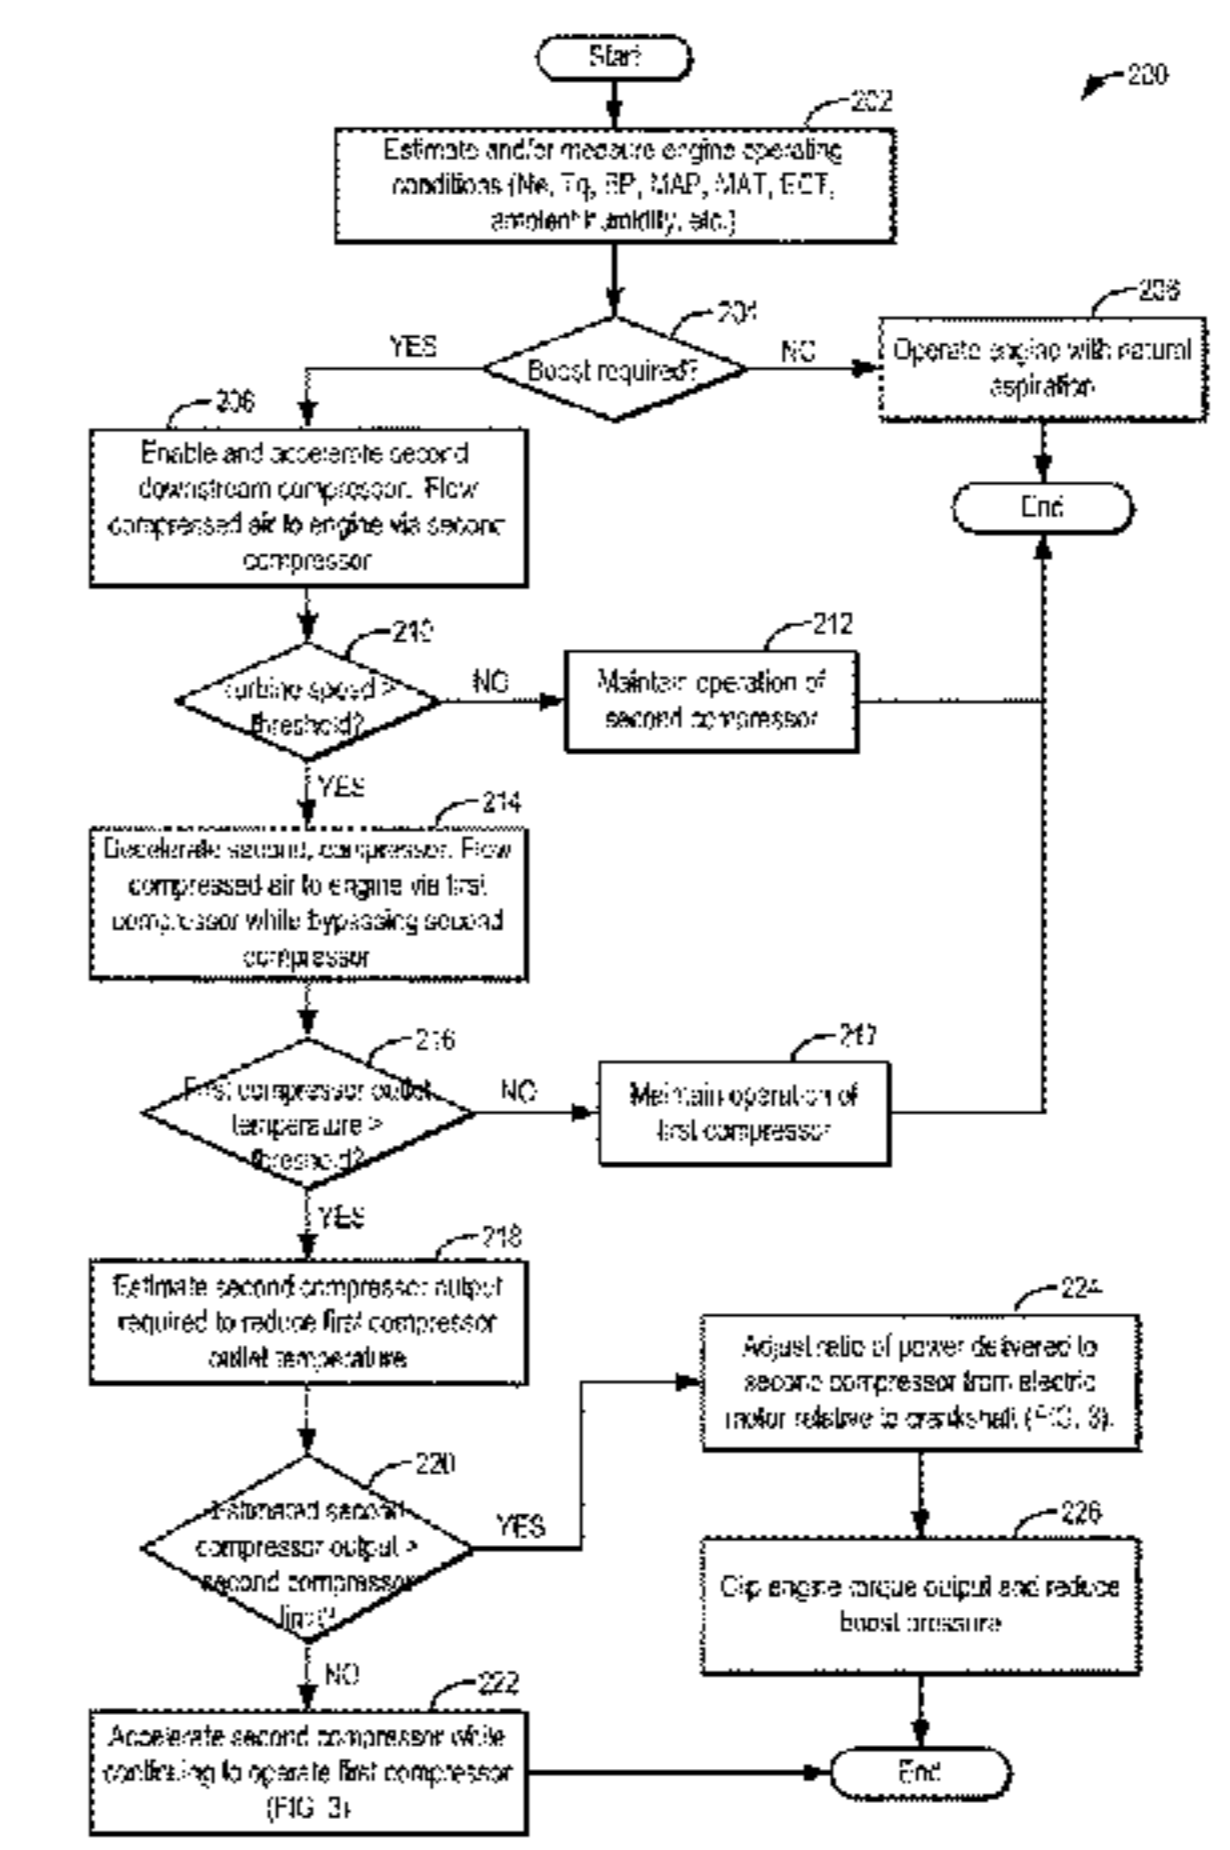 Start
200
202
Estimate and/or measure engine operating
conditions (Ne, Tq, BP, MAP, MAT, ECT,
ambient humidity, etc.)
204
Boost required?
YES
NO
Operate engine with natural
aspiration
End
Enable and accelerate second
downstream compressor. Flow
compressed air to engine via second
compressor
210
Turbine speed >
threshold?
NO
212
Maintain operation of
second compressor
YES
214
Decelerate second, compressor. Flow
compressed air to engine via first
compressor while bypassing second
compressor
216
First compressor outlet
temperature >
threshold?
NO
217
Maintain operation of
first compressor
YES
218
Estimate second compressor output
required to reduce first compressor
outlet temperature
224
Adjust ratio of power delivered to
second compressor from electric
motor relative to crankshaft (FIG. 3).
220
Estimated second
compressor output >
second compressor
limit?
YES
226
Clip engine torque output and reduce
boost pressure
NO
222
Accelerate second compressor while
continuing to operate first compressor
(FIG. 3)
End